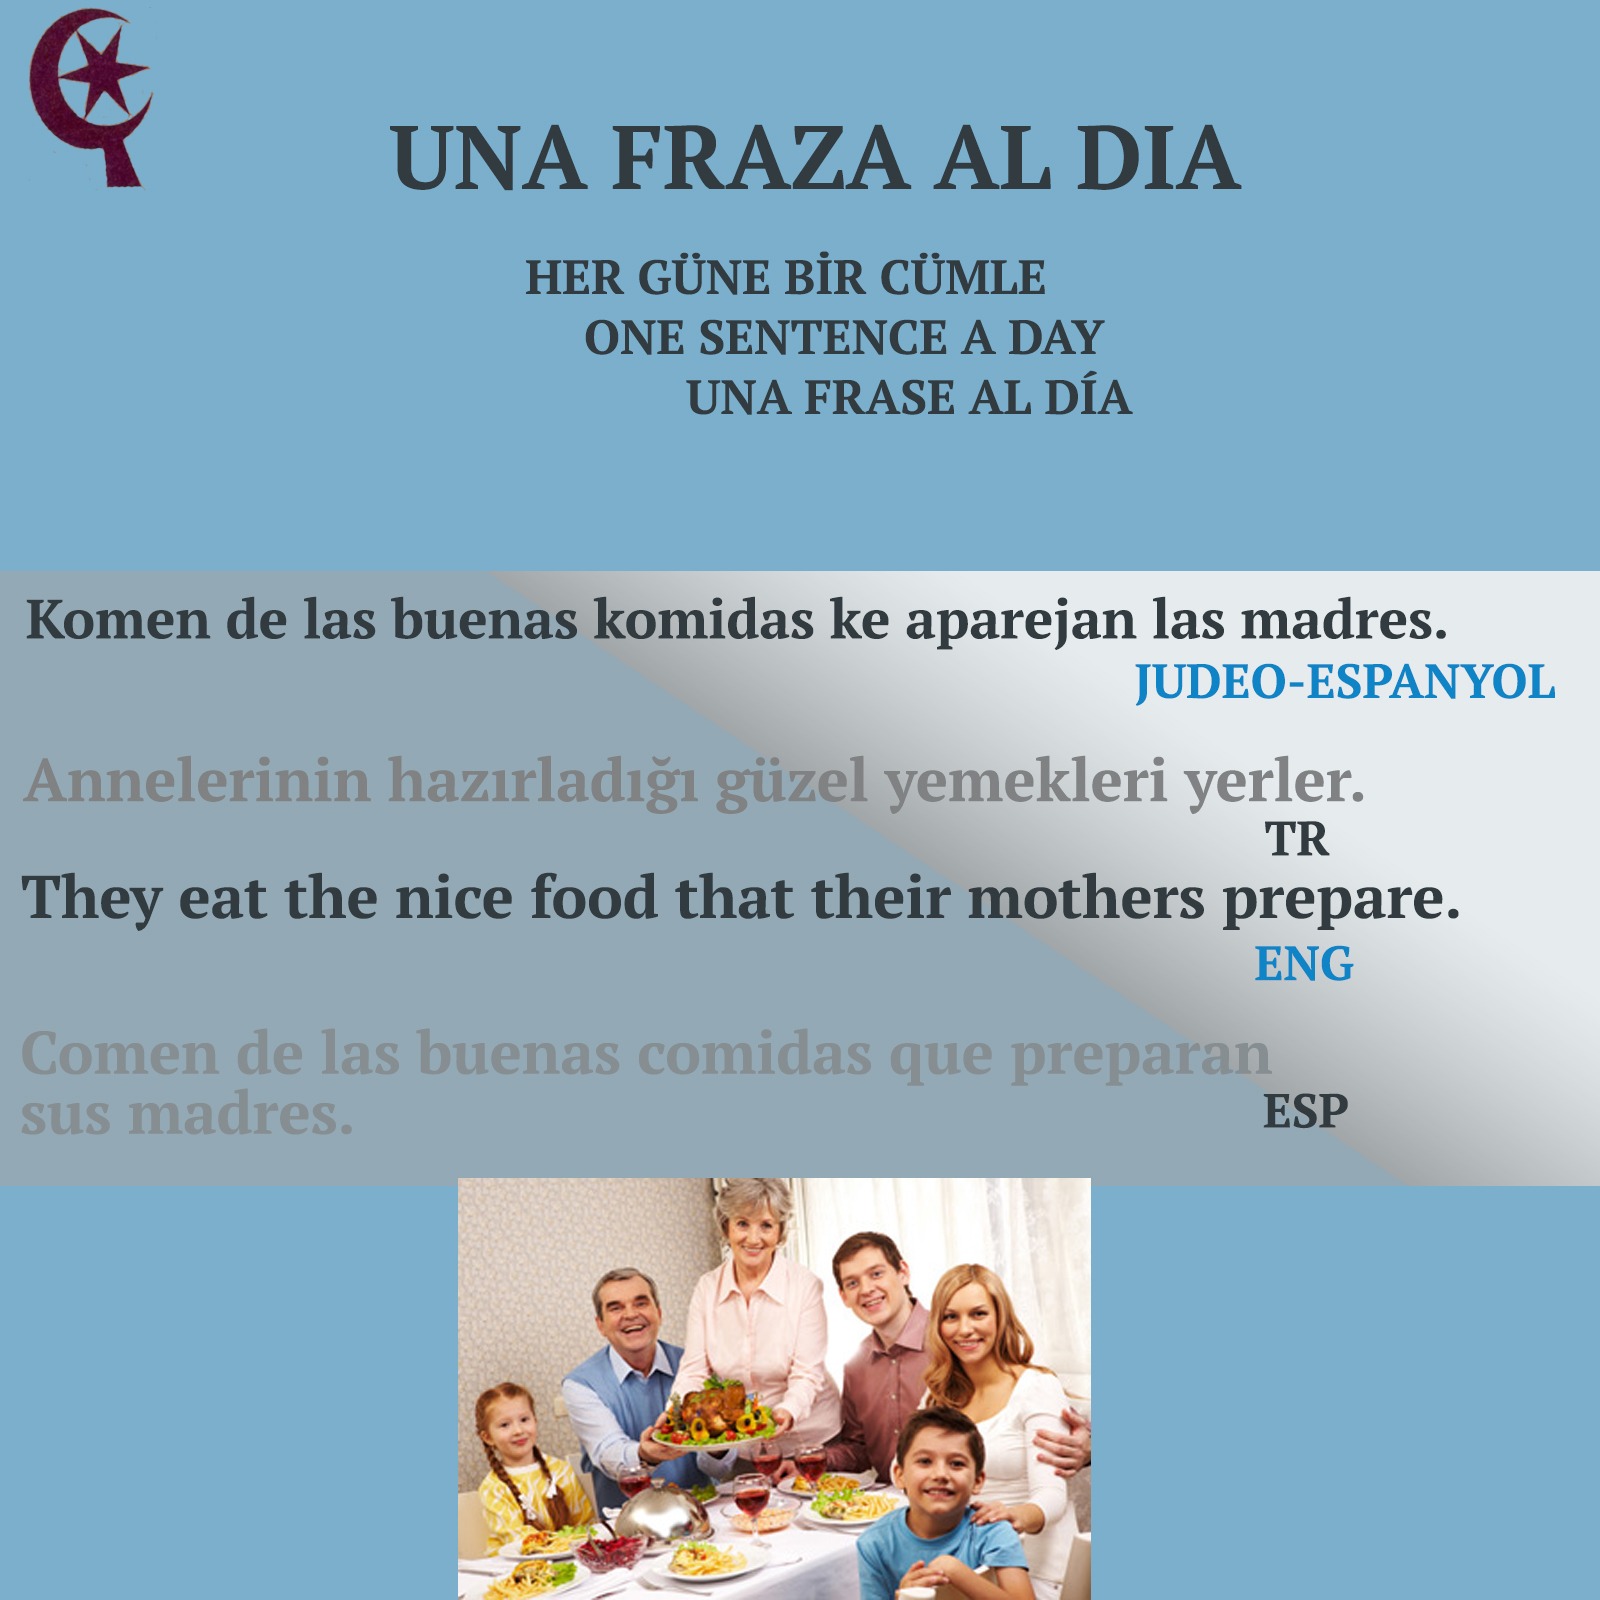 UNA FRAZA AL DIA
HER GÜNE BİR CÜMLE
ONE SENTENCE A DAY
UNA FRASE AL DÍA
Komen de las buenas komidas ke aparejan las madres.
JUDEO-ESPANYOL
Annelerinin hazırladığı güzel yemekleri yerler.
TR
They eat the nice food that their mothers prepare.
ENG
Comen de las buenas comidas que preparan
sus madres.
ESP